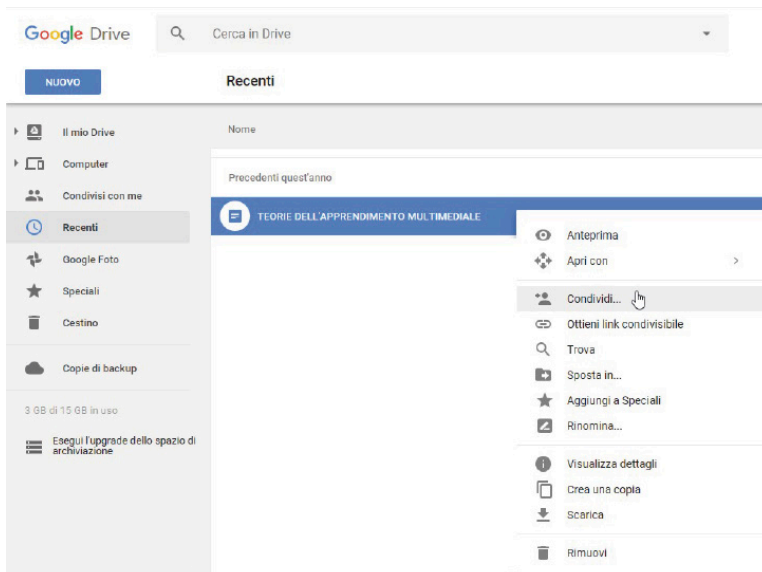 Google Drive
Cerca in Drive
NUOVO
Recenti
Il mio Drive
Computer
Condivisi con me
Recenti
Google Foto
Speciali
Cestino
Copie di backup
3 GB di 15 GB in uso
Esegui l'upgrade dello spazio di
archiviazione
Nome
Precedenti quest'anno
TEORIE DELL'APPRENDIMENTO MULTIMEDIALE
Anteprima
Apri con
Condividi...
Ottieni link condivisibile
Trova
Sposta in...
Aggiungi a Speciali
Rinomina...
Visualizza dettagli
Crea una copia
Scarica
Rimuovi